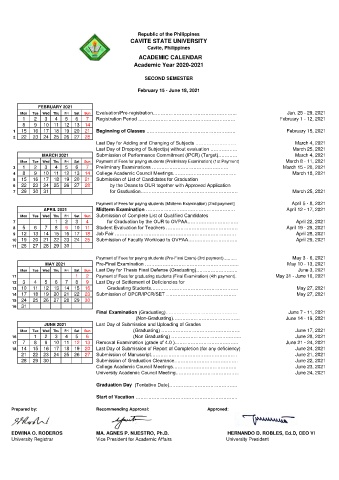 Republic of the Philippines
CAVITE STATE UNIVERSITY
Cavite, Philippines
ACADEMIC CALENDAR
Academic Year 2020-2021
SECOND SEMESTER
February 15 - June 18, 2021
FEBRUARY 2021
Mon Tue Wed Thu Fri Sat Sun
1 2 3 4 5 6 7
8 9 10 11 12 13 14
1 15 16 17 18 19 20 21
2 22 23 24 25 26 27 28
Evaluation/Pre-registration Jan. 25 - 29, 2021
Registration Period February 1 - 12, 2021
Beginning of Classes February 15, 2021
Last Day for Adding and Changing of Subjects March 4, 2021
Last Day of Dropping of Subject(s) without evaluation March 25, 2021
MARCH 2021
Mon Tue Wed Thu Fri Sat Sun
3 1 2 3 4 5 6 7
4 8 9 10 11 12 13 14
5 15 16 17 18 19 20 21
6 22 23 24 25 26 27 28
7 29 30 31
Submission of Performance Commitment (IPCR) (Target) March 4, 2021
Payment of Fees for paying students (Preliminary Examination) (1st Payment) March 8 - 11, 2021
Preliminary Examinations March 15 - 20, 2021
College Academic Council Meetings March 18, 2021
Submission of List of Candidates for Graduation
by the Deans to OUR together with Approved Application
for Graduation March 25, 2021
Payment of Fees for paying students (Midterm Examination) (2nd payment) April 5 - 8, 2021
APRIL 2021
Mon Tue Wed Thu Fri Sat Sun
1 2 3 4
5 6 7 8 9 10 11
12 13 14 15 16 17 18
19 20 21 22 23 24 25
26 27 28 29 30
Midterm Examination April 12 - 17, 2021
Submission of Complete List of Qualified Candidates
for Graduation by the OUR to OVPAA April 22, 2021
Student Evaluation for Teachers April 19 - 29, 2021
Job Fair April 28, 2021
Submission of Faculty Workload to OVPAA April 29, 2021
Payment of Fees for paying students (Pre-Final Exam) (3rd payment) May 3 - 6, 2021
MAY 2021
Mon Tue Wed Thu Fri Sat Sun
1 2
3 4 5 6 7 8 9
10 11 12 13 14 15 16
17 18 19 20 21 22 23
24 25 26 27 28 29 30
31
Pre-Final Examination May 10 - 12, 2021
Last Day for Thesis Final Defense (Graduating) June 3, 2021
Payment of Fees for graduating students (Final Examination) (4th payment) May 31 - June 10, 2021
Last Day of Settlement of Deficiencies for
Graduating Students May 27, 2021
Submission of OPCR/IPCR/SET May 27, 2021
Final Examination (Graduating) June 7 - 11, 2021
(Non-Graduating) June 14 - 18, 2021
JUNE 2021
Mon Tue Wed Thu Fri Sat Sun
1 2 3 4 5 6
7 8 9 10 11 12 13
14 15 16 17 18 19 20
21 22 23 24 25 26 27
28 29 30
Last Day of Submission and Uploading of Grades
(Graduating) June 17, 2021
(Non Graduating) June 28, 2021
Removal Examination (grade of 4.0) June 21 - 24, 2021
Last Day of Submission of Report of Completion (for any deficiency) June 24, 2021
Submission of Manuscript June 21, 2021
Submission of Graduation Clearance June 22, 2021
College Academic Council Meetings June 23, 2021
University Academic Council Meeting June 24, 2021
Graduation Day (Tentative Date)
Start of Vacation
Prepared by: Recommending Approval: Approved:
EDWINA O. RODEROS MA. AGNES P. NUESTRO, Ph.D. HERNANDO D. ROBLES, Ed.D, CEO VI
University Registrar Vice President for Academic Affairs University President